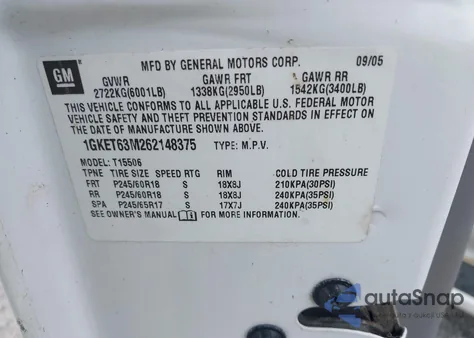 GM
MFD BY GENERAL MOTORS CORP. 09/05
GVWR GAWR FRT GAWR RR
2722KG(6001LB) 1338KG(2950LB) 1542KG(3400LB)
THIS VEHICLE CONFORMS TO ALL APPLICABLE U.S. FEDERAL MOTOR
VEHICLE SAFETY AND THEFT PREVENTION STANDARDS IN EFFECT ON
THE DATE OF MANUFACTURE SHOWN ABOVE.
1GKET63M262148375 TYPE: M.P.V.
MODEL: T15506
TPNE TIRE SIZE SPEED RTG RIM COLD TIRE PRESSURE
FRT P245/60R18 S 18X8J 210KPA(30PSI)
RR P245/60R18 S 18X8J 240KPA(35PSI)
SPA P245/65R17 S 17X7J 240KPA(35PSI)
SEE OWNER'S MANUAL FOR MORE INFORMATION
autaSnap